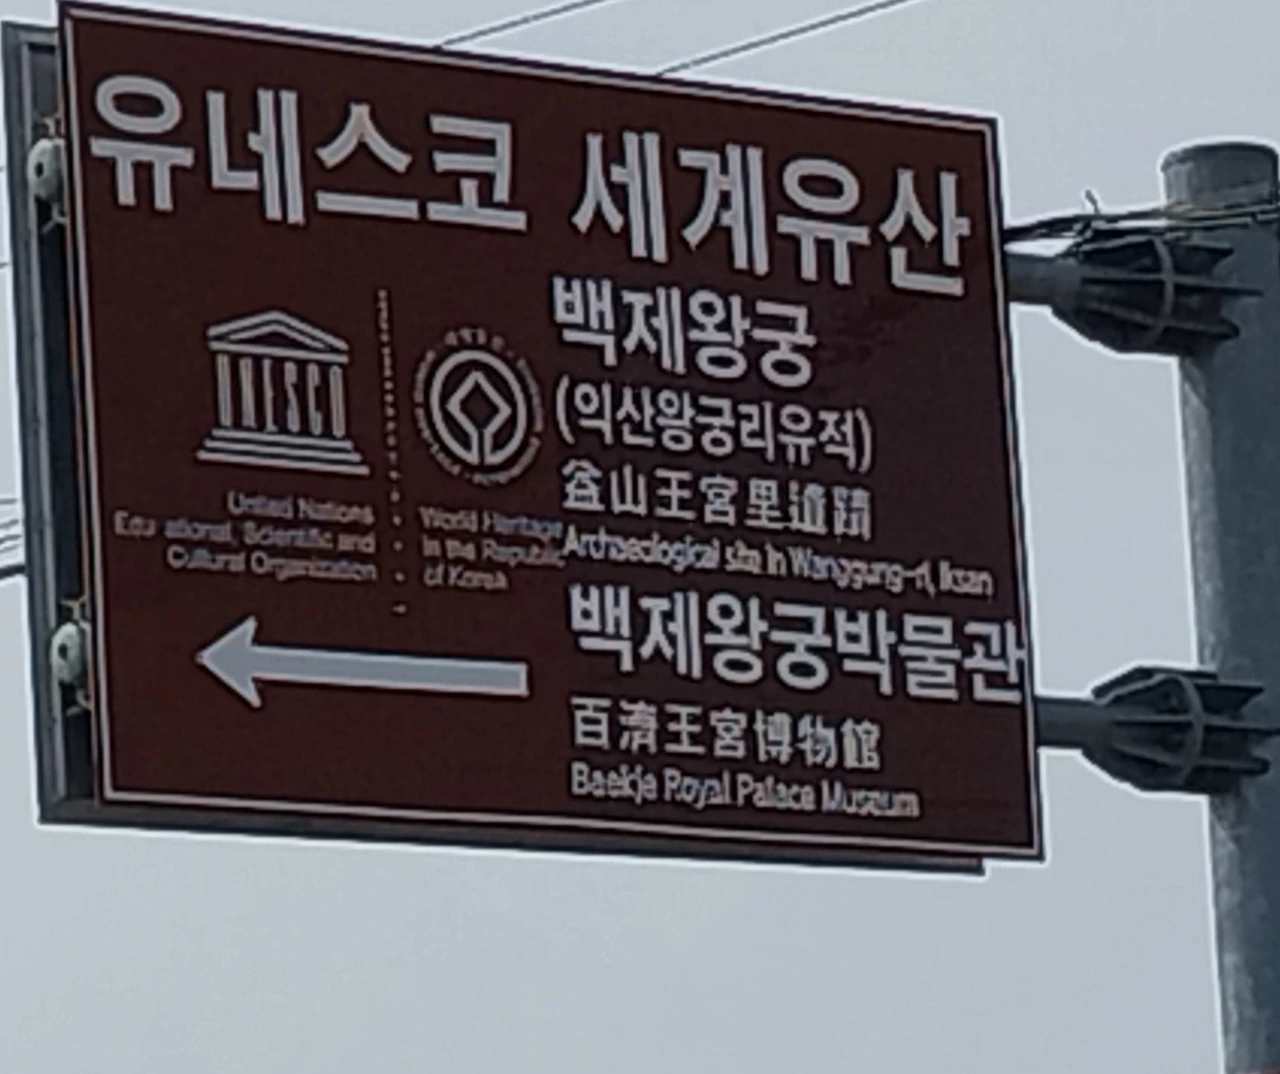 유네스코 세계유산
UNESCO
United Nations
Edu ational, Scientific and
Cultural Organization
World Heritage
in the Republic
of Korea
백제왕궁
(익산왕궁리유적)
益山王宮里遺蹟
Archaeological site in Wanggung-ri, Iksan
백제왕궁박물관
百濟王宮博物館
Baekje Royal Palace Museum